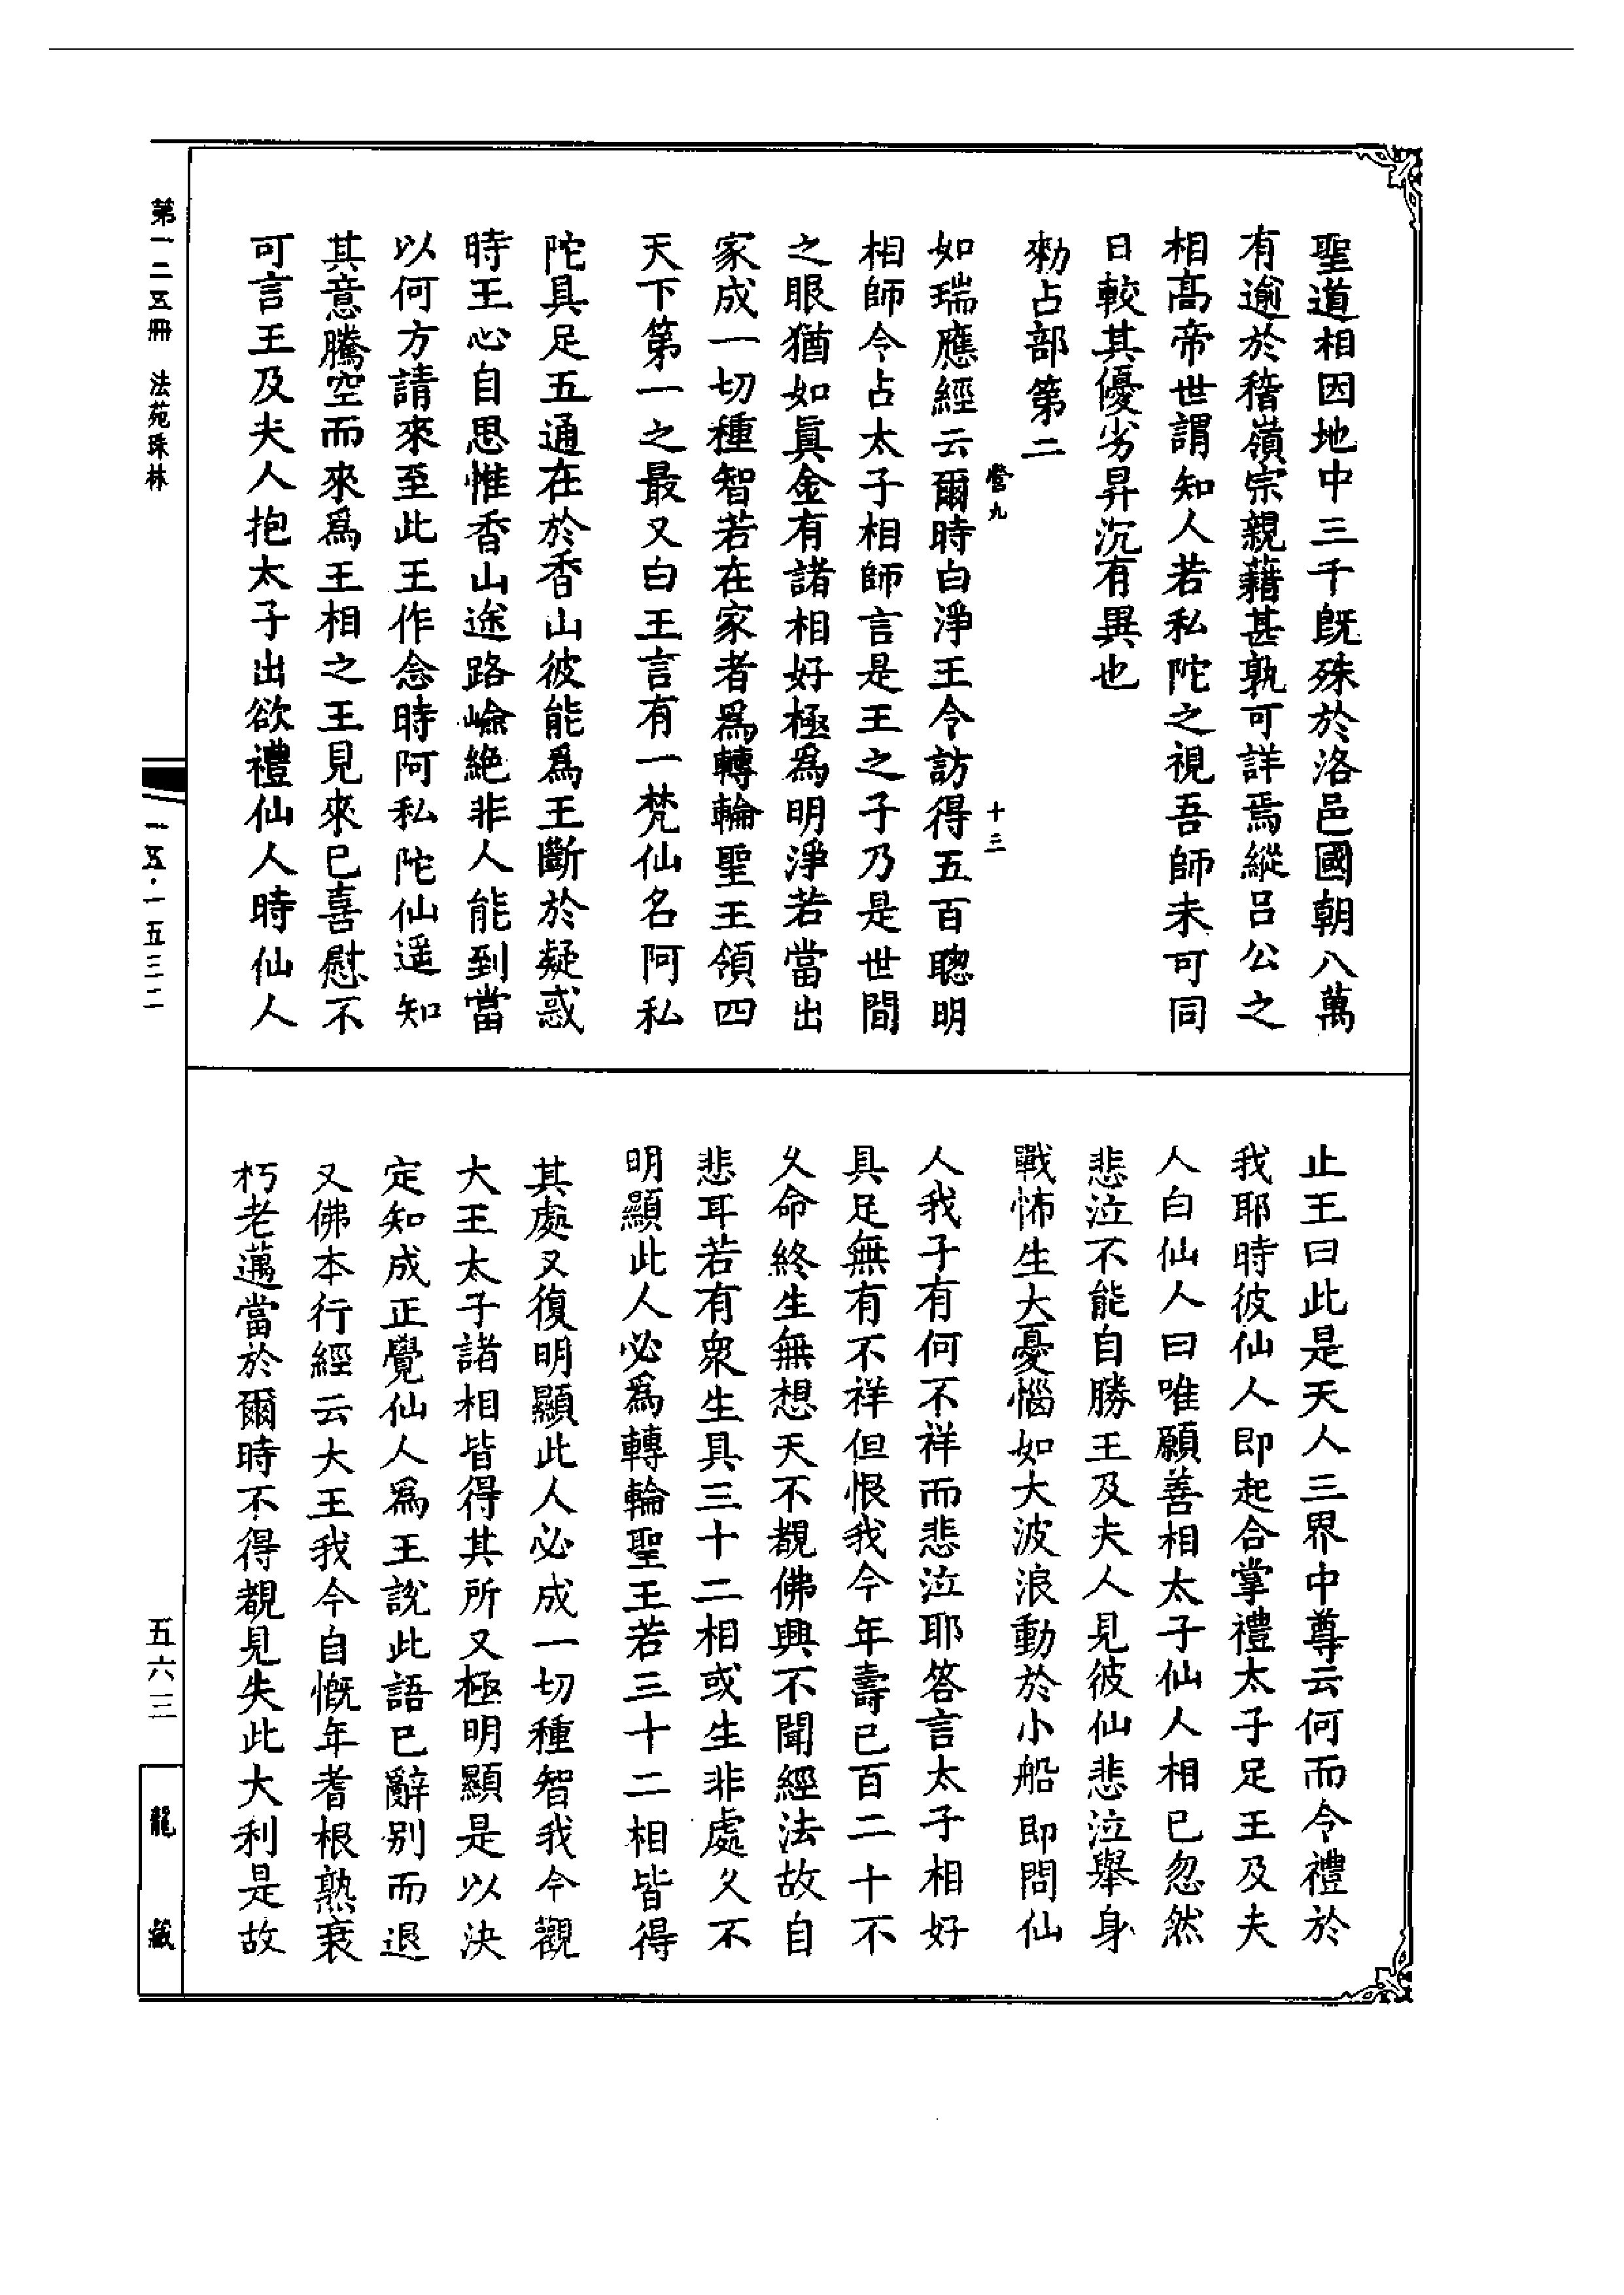 聖道相因地中三千旣殊於洛邑國朝八萬
有逾於稽嶺宗親藉甚孰可詳焉縱呂公之
相髙帝世謂知人若私陀之視吾師未可同
日較其優劣昇沉有異也
勑占部第二
營九
十三
如瑞應經云爾時白淨王令訪得五百聰明
相師令占太子相師言是王之子乃是世間
之眼猶如眞金有諸相好極爲明淨若當出
家成一切種智若在家者爲轉輪聖王領四
天下第一之最又白王言有一梵仙名阿私
陀具足五通在於香山彼能爲王斷於疑惑
時王心自思惟香山途路嶮絶非人能到當
以何方請來至此王作念時阿私陀仙遥知
其意騰空而來爲王相之王見來已喜慰不
可言王及夫人抱太子出欲禮仙人時仙人
止王曰此是天人三界中尊云何而令禮於
我耶時彼仙人即起合掌禮太子足王及夫
人白仙人曰唯願善相太子仙人相已忽然
悲泣不能自勝王及夫人見彼仙悲泣舉身
戰怖生大憂惱如大波浪動於小船即問仙
人我子有何不祥而悲泣耶答言太子相好
具足無有不祥但恨我今年壽已百二十不
久命終生無想天不覩佛興不聞經法故自
悲耳若有衆生具三十二相或生非處久不
明顯此人必爲轉輪聖王若三十二相皆得
其處又復明顯此人必成一切種智我今觀
大王太子諸相皆得其所又極明顯是以決
定知成正覺仙人爲王說此語已辭别而退
又佛本行經云大王我今自慨年耆根熟衰
朽老邁當於爾時不得覩見失此大利是故
第一二五冊 法苑珠林
一五·一五三二
五六三
龍藏